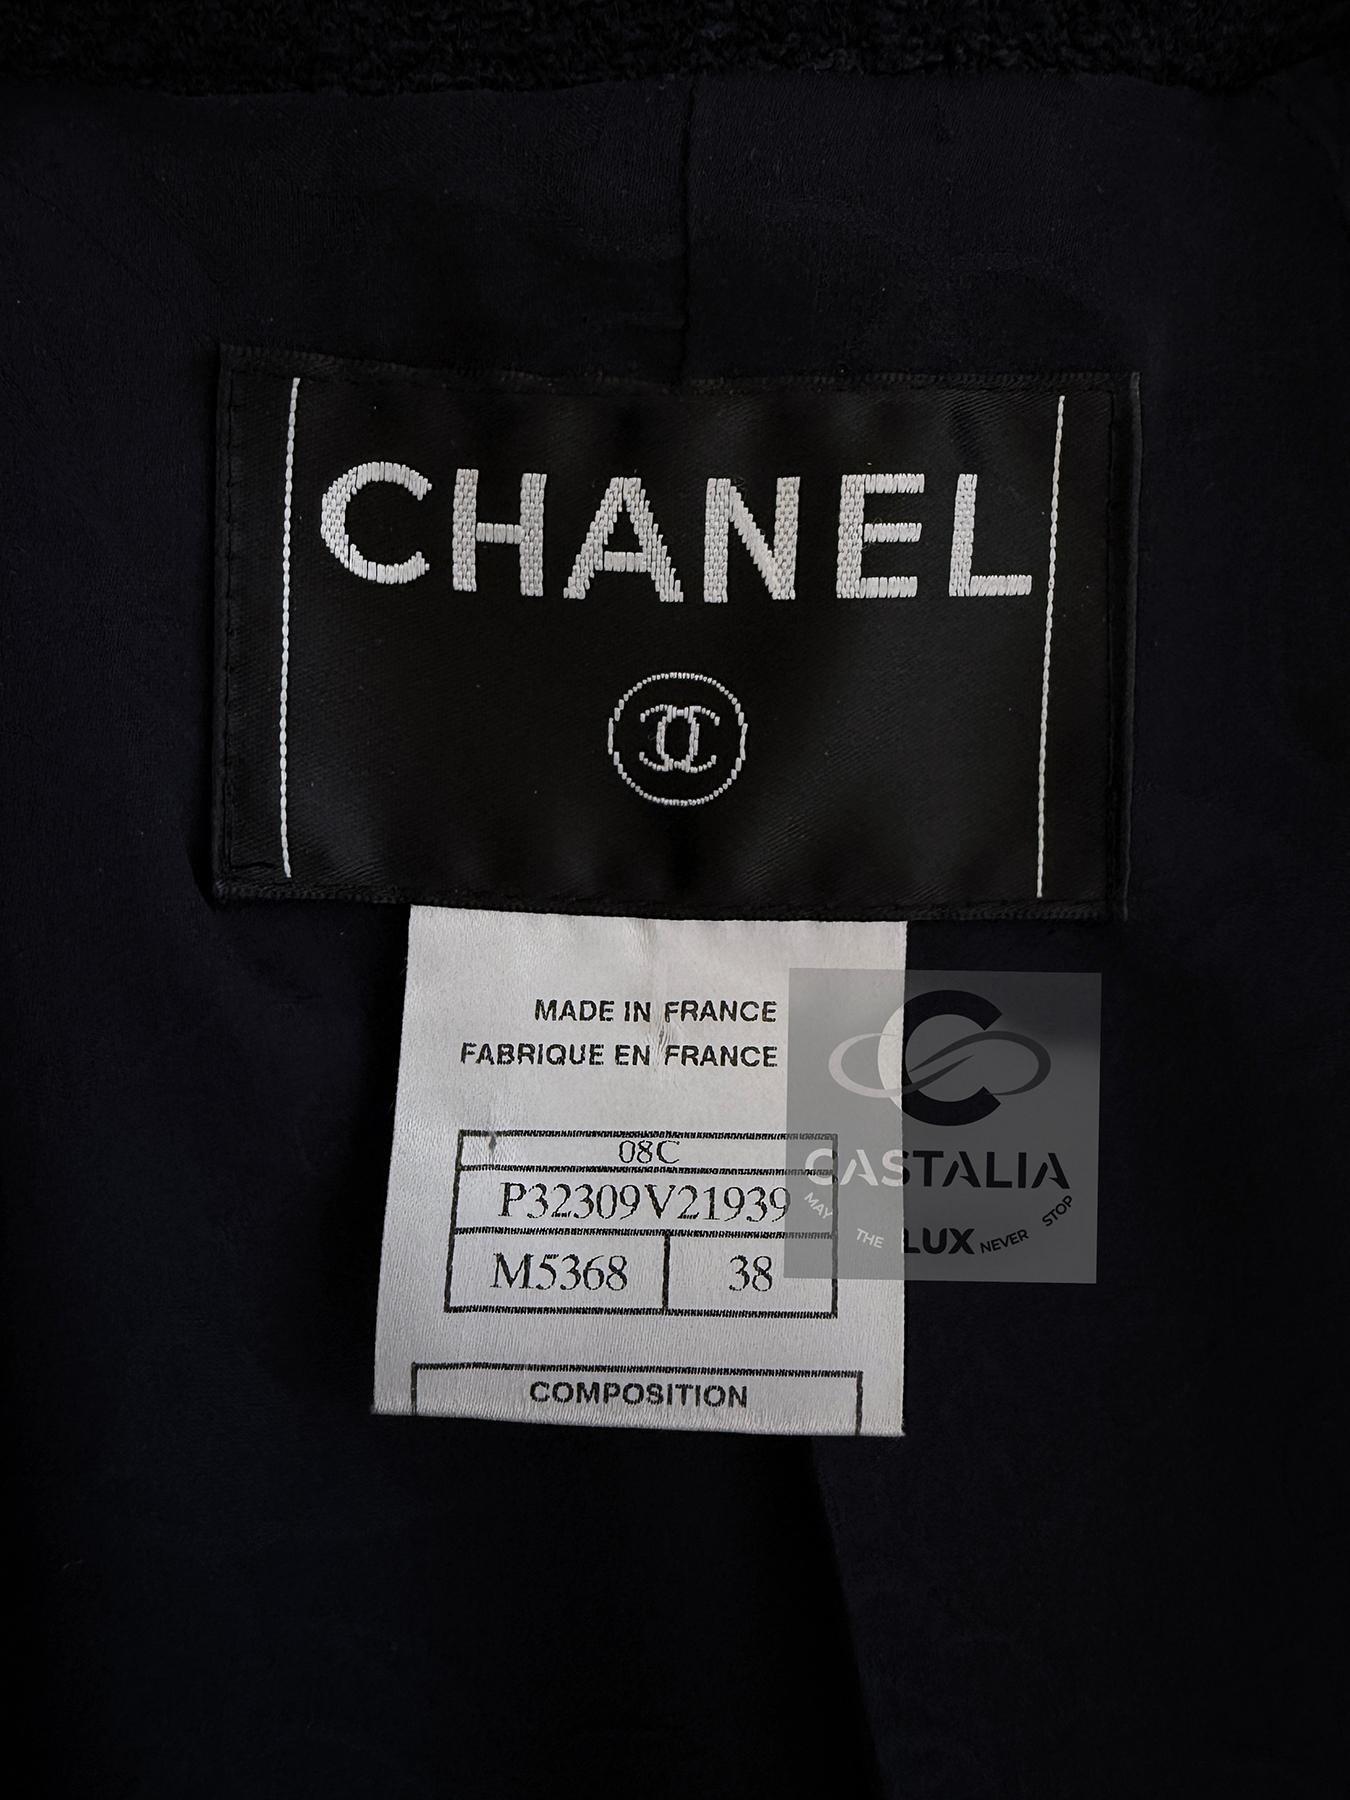 CHANEL
MADE IN FRANCE
FABRIQUE EN FRANCE
08C
P32309V21939
M5368 38
COMPOSITION
CASTALIA
MAY THE LUX NEVER STOP